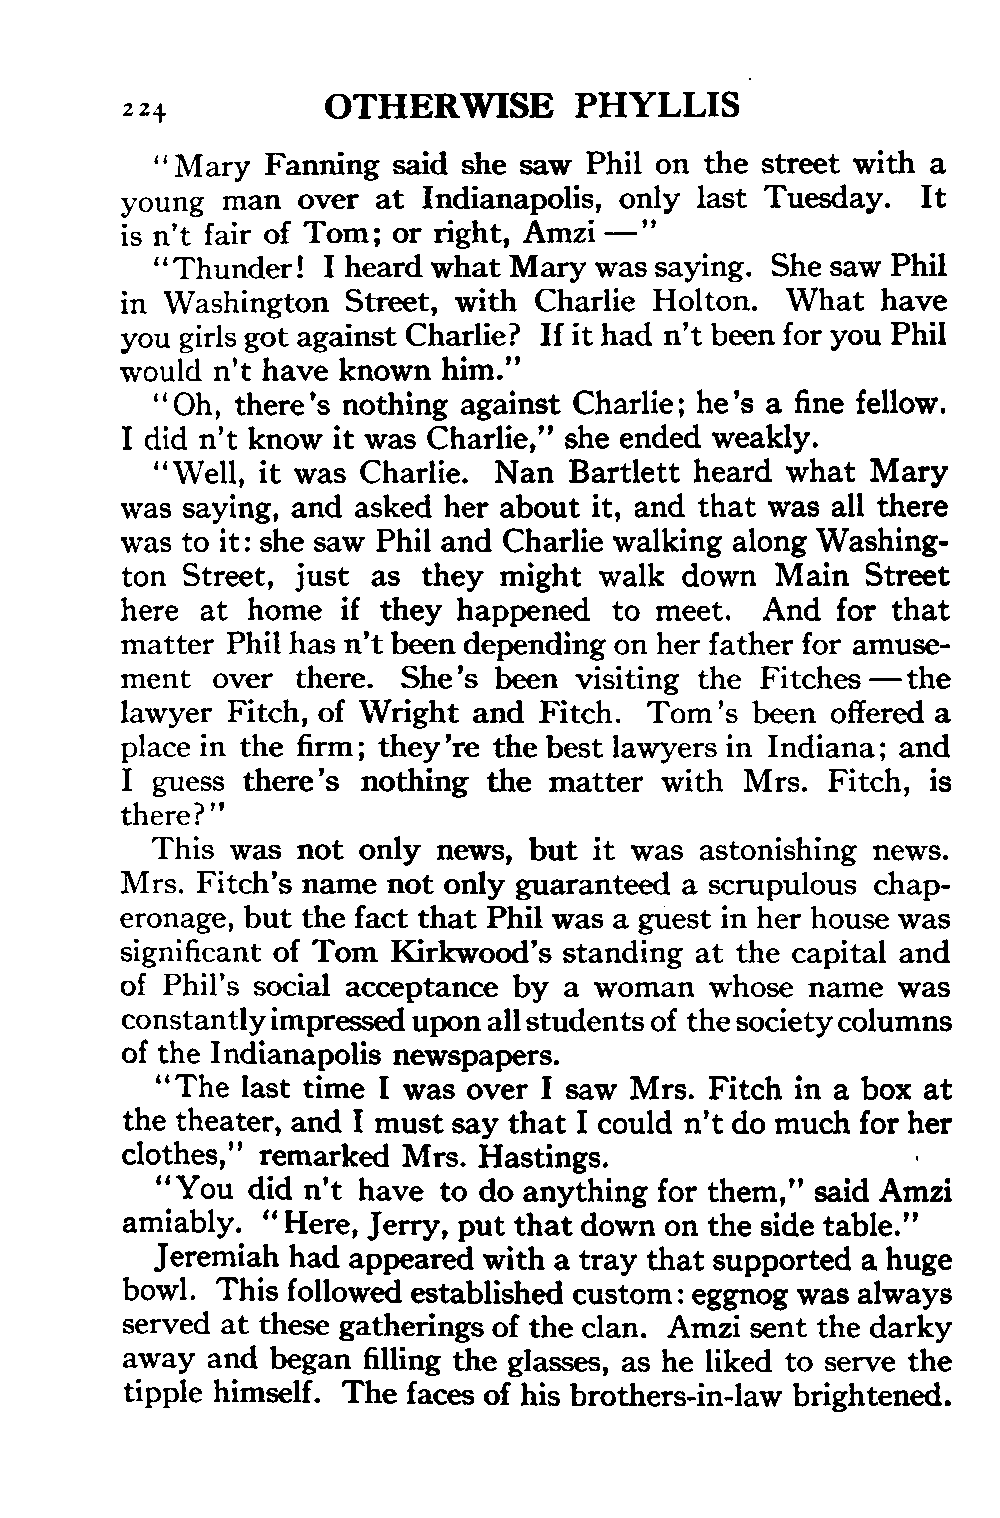 224 OTHERWISE PHYLLIS
"Mary Fanning said she saw Phil on the street with a
young man over at Indianapolis, only last Tuesday. It
is n't fair of Tom; or right, Amzi —"
"Thunder! I heard what Mary was saying. She saw Phil
in Washington Street, with Charlie Holton. What have
you girls got against Charlie? If it had n't been for you Phil
would n't have known him."
"Oh, there's nothing against Charlie; he's a fine fellow.
I did n't know it was Charlie," she ended weakly.
"Well, it was Charlie. Nan Bartlett heard what Mary
was saying, and asked her about it, and that was all there
was to it: she saw Phil and Charlie walking along Washing-
ton Street, just as they might walk down Main Street
here at home if they happened to meet. And for that
matter Phil has n't been depending on her father for amuse-
ment over there. She's been visiting the Fitches — the
lawyer Fitch, of Wright and Fitch. Tom's been offered a
place in the firm; they're the best lawyers in Indiana; and
I guess there's nothing the matter with Mrs. Fitch, is
there?"
This was not only news, but it was astonishing news.
Mrs. Fitch's name not only guaranteed a scrupulous chap-
eronage, but the fact that Phil was a guest in her house was
significant of Tom Kirkwood's standing at the capital and
of Phil's social acceptance by a woman whose name was
constantly impressed upon all students of the society columns
of the Indianapolis newspapers.
"The last time I was over I saw Mrs. Fitch in a box at
the theater, and I must say that I could n't do much for her
clothes," remarked Mrs. Hastings.
"You did n't have to do anything for them," said Amzi
amiably. "Here, Jerry, put that down on the side table."
Jeremiah had appeared with a tray that supported a huge
bowl. This followed established custom: eggnog was always
served at these gatherings of the clan. Amzi sent the darky
away and began filling the glasses, as he liked to serve the
tipple himself. The faces of his brothers-in-law brightened.